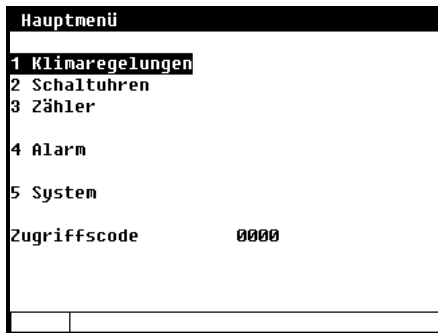 Hauptmenü
1 Klimaregelungen
2 Schaltuhren
3 Zähler
4 Alarm
5 System
Zugriffscode 0000